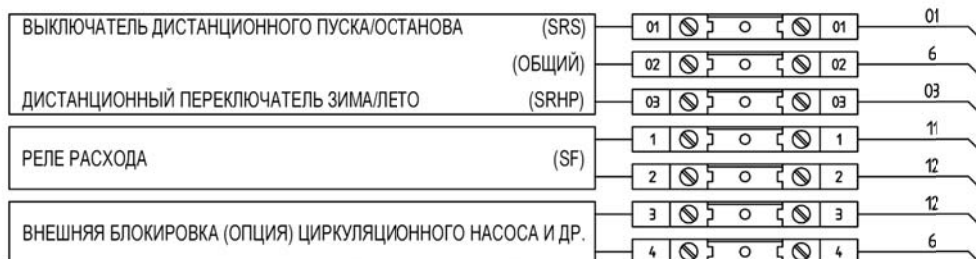 ВЫКЛЮЧАТЕЛЬ ДИСТАНЦИОННОГО ПУСКА/ОСТАНОВА (SRS) 01 01 01
(ОБЩИЙ) 02 02 6
ДИСТАНЦИОННЫЙ ПЕРЕКЛЮЧАТЕЛЬ ЗИМА/ЛЕТО (SRHP) 03 03 03
1 1 11
РЕЛЕ РАСХОДА (SF)
2 2 12
3 3 12
ВНЕШНЯЯ БЛОКИРОВКА (ОПЦИЯ) ЦИРКУЛЯЦИОННОГО НАСОСА И ДР.
4 4 6